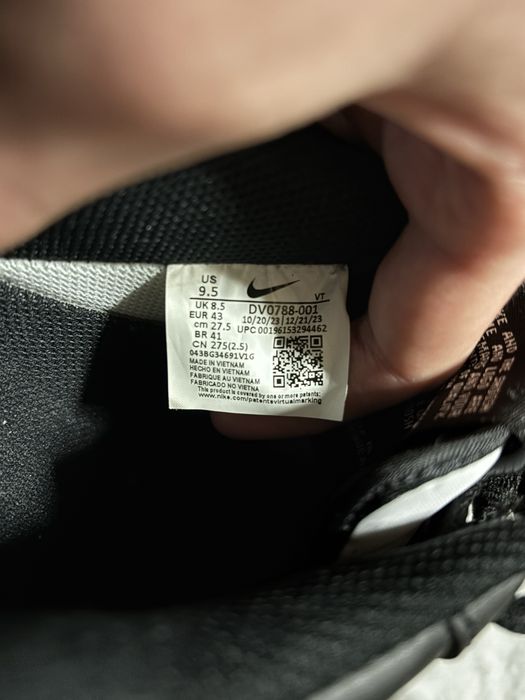 US
9.5
VT
UK 8.5
DV0788-001
EUR 43
10/20/23 | 12/21/23
cm 27.5
UPC 00196153294462
BR 41
CN 275(2.5)
043BG34691V1G
MADE IN VIETNAM
HECHO EN VIETNAM
FABRIQUE AU VIETNAM
FABRICADO NO VIETNA
This product is covered by one or more patents:
www.nike.com/patentsvirtualmarking